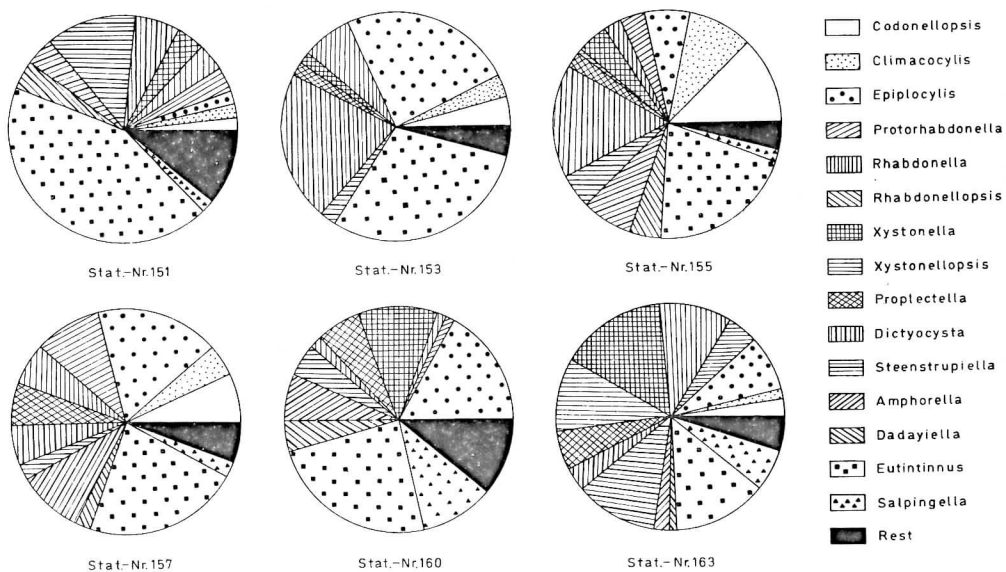 Stat.-Nr.151
Stat.-Nr.153
Stat.-Nr.155
Stat.-Nr.157
Stat.-Nr.160
Stat.-Nr.163
Codonellopsis
Climacocylis
Epiplocylis
Protorhabdonella
Rhabdonella
Rhabdonellopsis
Xystonella
Xystonellopsis
Proplectella
Dictyocysta
Steenstrupiella
Amphorella
Dadayiella
Eutintinnus
Salpingella
Rest